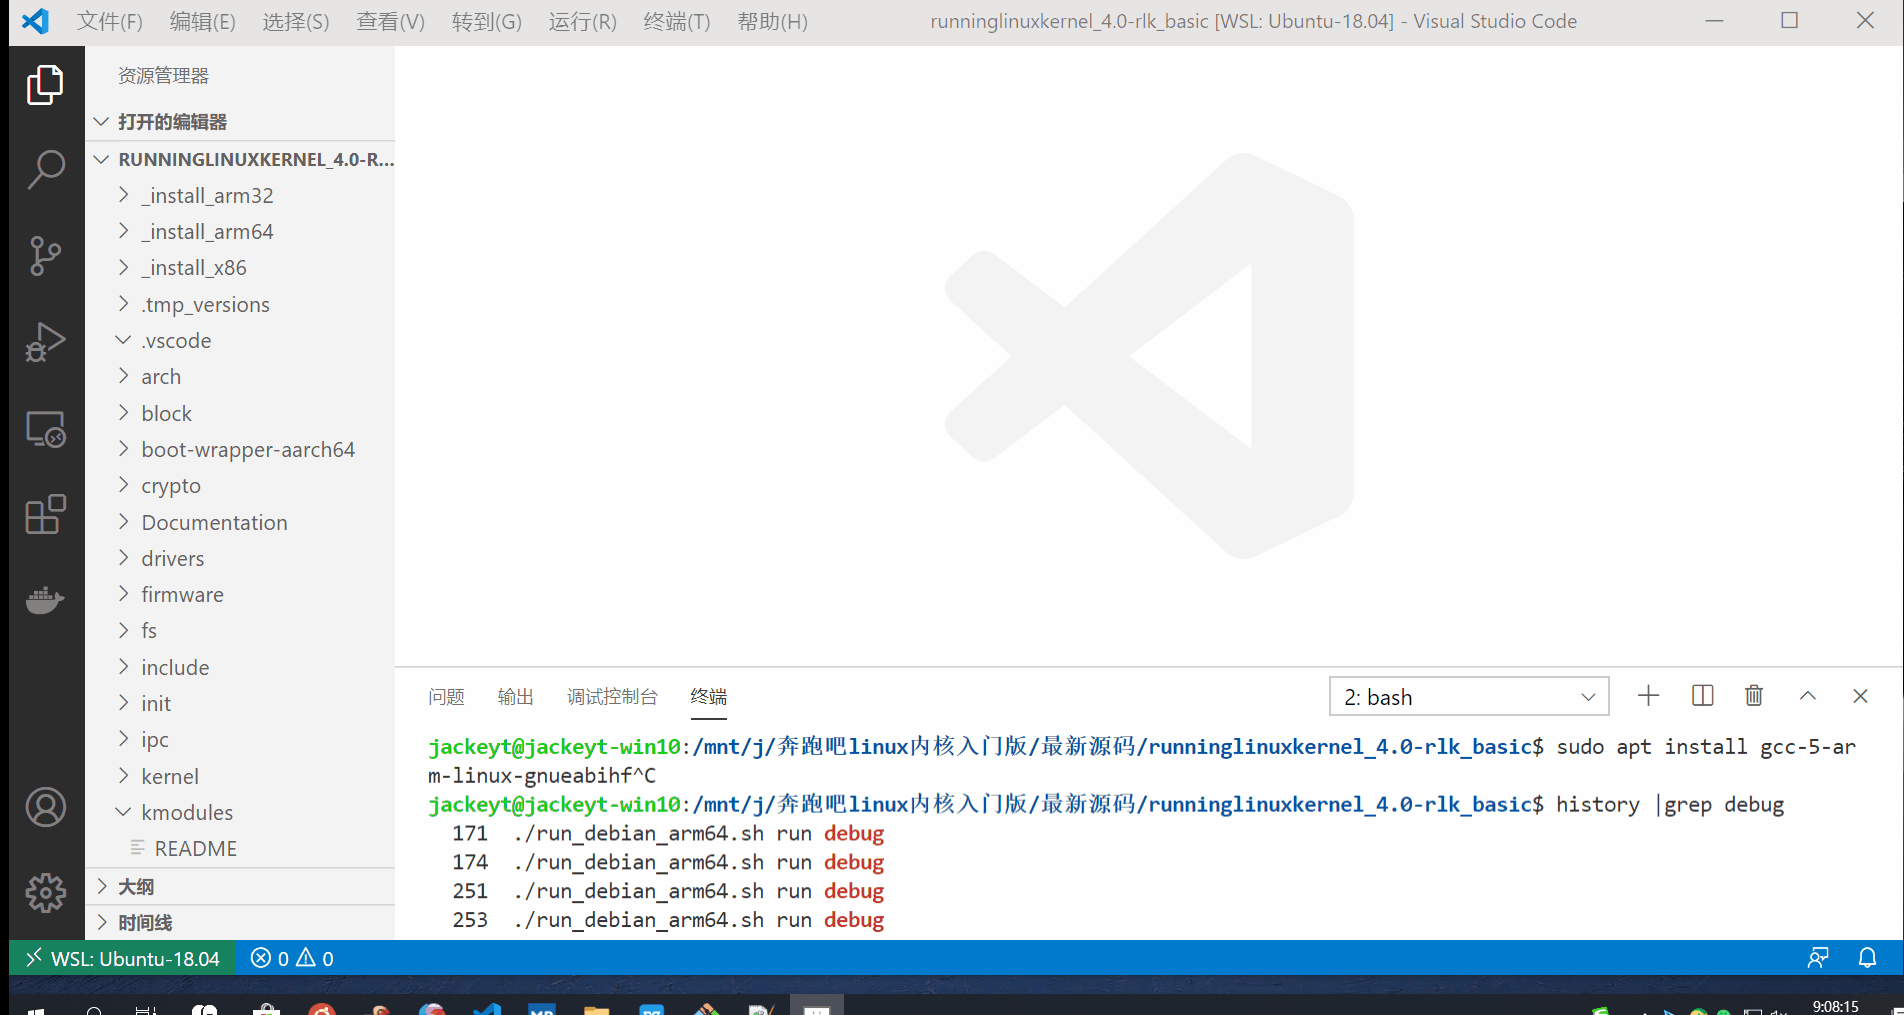 文件(F) 编辑(E) 选择(S) 查看(V) 转到(G) 运行(R) 终端(T) 帮助(H) runninglinuxkernel_4.0-rlk_basic [WSL: Ubuntu-18.04] - Visual Studio Code
资源管理器
打开的编辑器
RUNNINGLINUXKERNEL_4.0-R...
_install_arm32
_install_arm64
_install_x86
.tmp_versions
.vscode
arch
block
boot-wrapper-aarch64
crypto
Documentation
drivers
firmware
fs
include
init
ipc
kernel
kmodules
README
大纲
时间线
问题 输出 调试控制台 终端 2: bash
jackeyt@jackeyt-win10:/mnt/j/奔跑吧linux内核入门版/最新源码/runninglinuxkernel_4.0-rlk_basic$ sudo apt install gcc-5-ar
m-linux-gnueabihf^C
jackeyt@jackeyt-win10:/mnt/j/奔跑吧linux内核入门版/最新源码/runninglinuxkernel_4.0-rlk_basic$ history |grep debug
171 ./run_debian_arm64.sh run debug
174 ./run_debian_arm64.sh run debug
251 ./run_debian_arm64.sh run debug
253 ./run_debian_arm64.sh run debug
WSL: Ubuntu-18.04 0 0
9:08:15